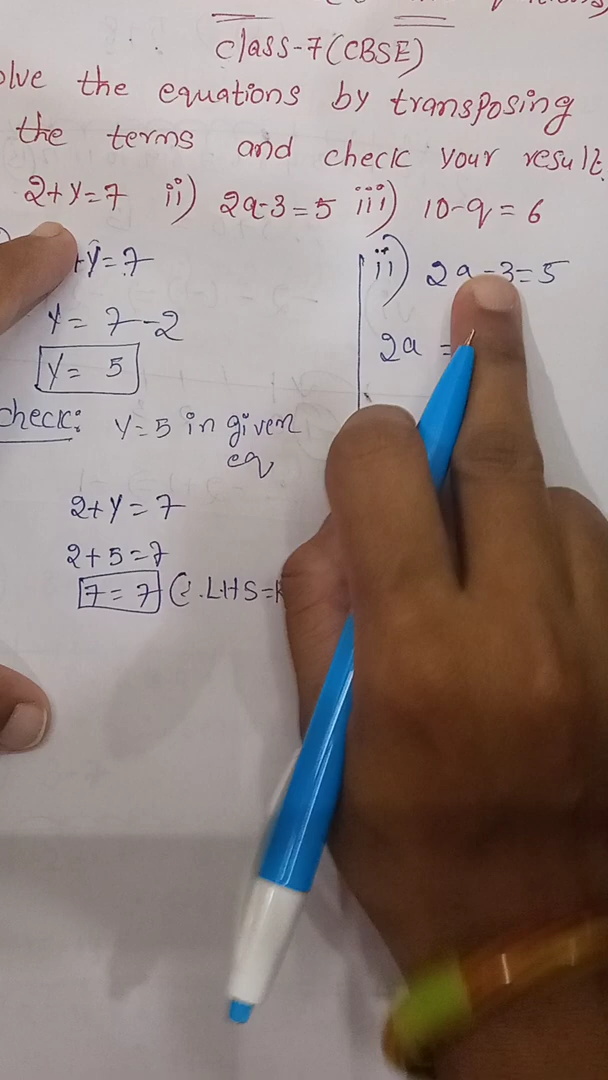 class-7 (CBSE)
the equations by transposing
the terms and check your result.
2+y=7 ii) 2a-3=5 iii) 10-q=6
+y=7
y= 7-2
y= 5
check: y=5 in given
eq
2+y=7
2+5=7
7=7 (∵ LHS=
ii) 2a-3=5
2a =